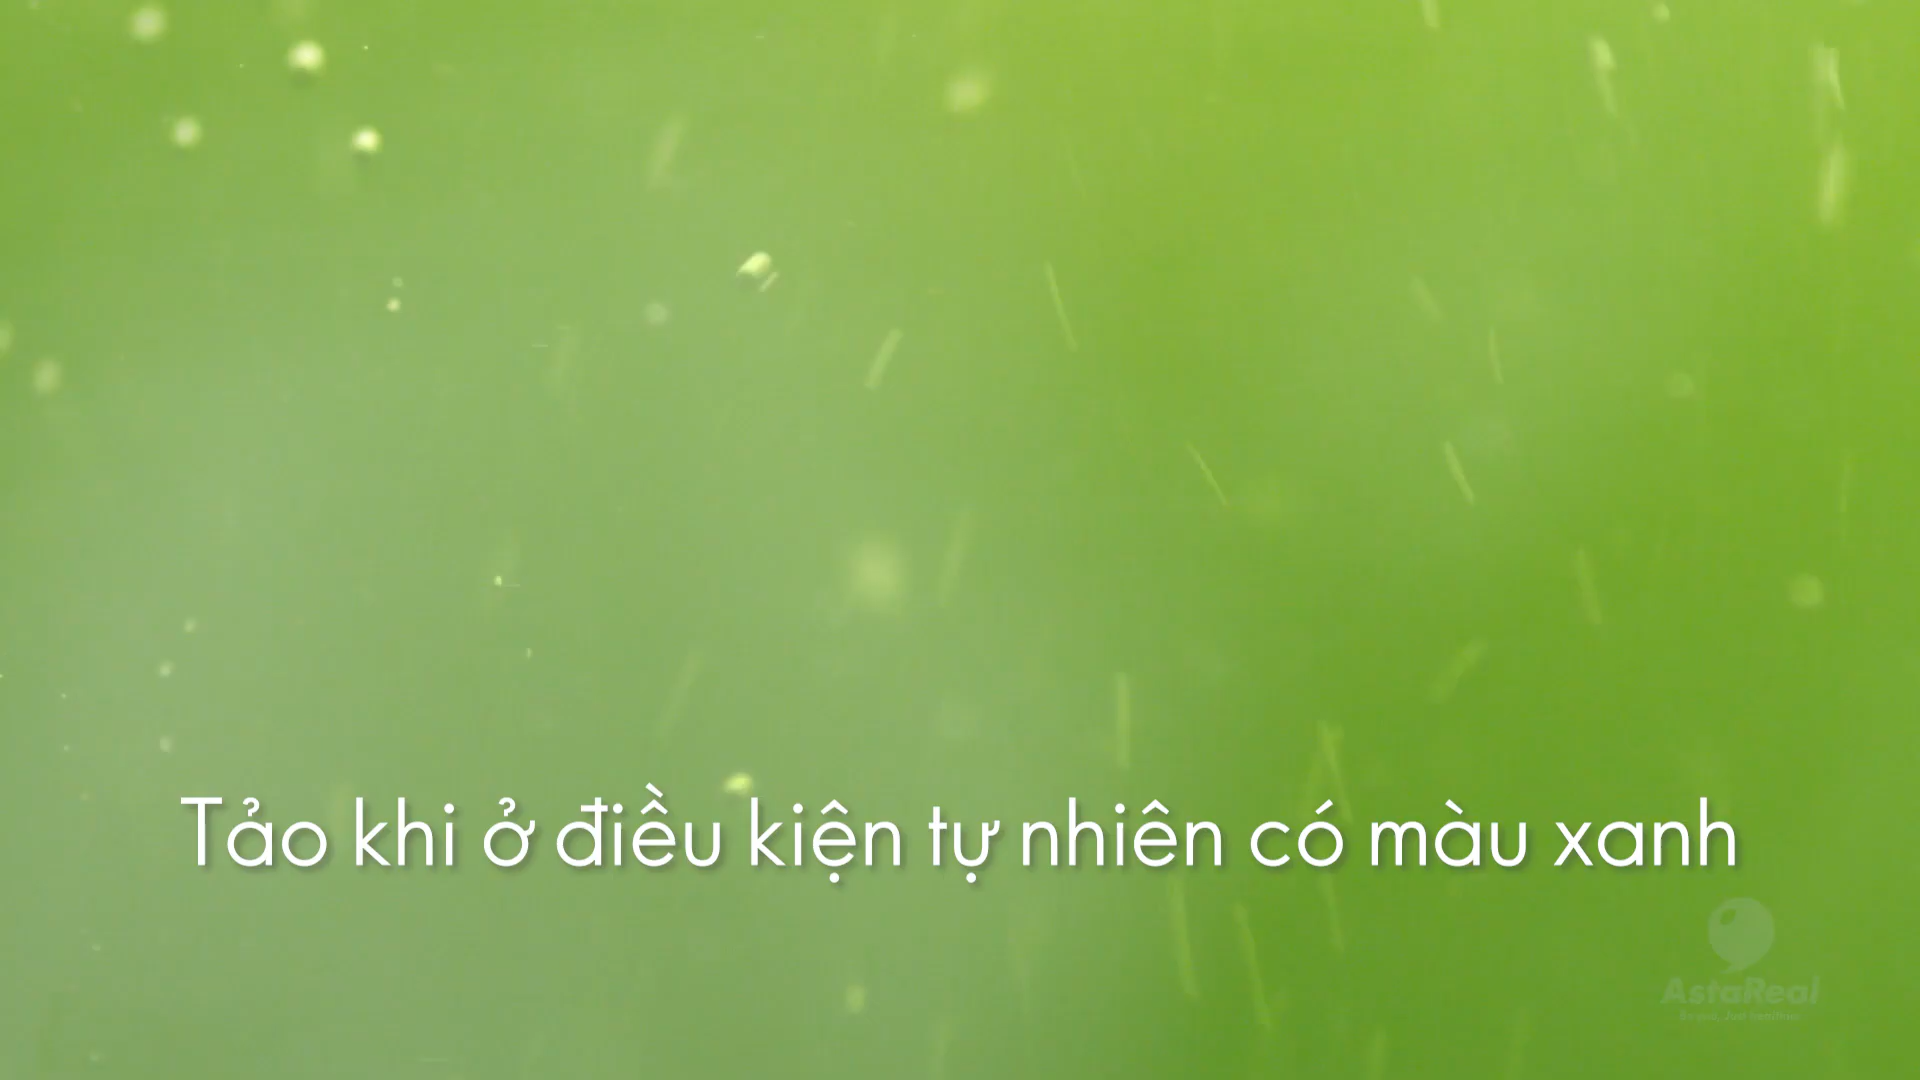 Tảo khi ở điều kiện tự nhiên có màu xanh
AstaReal